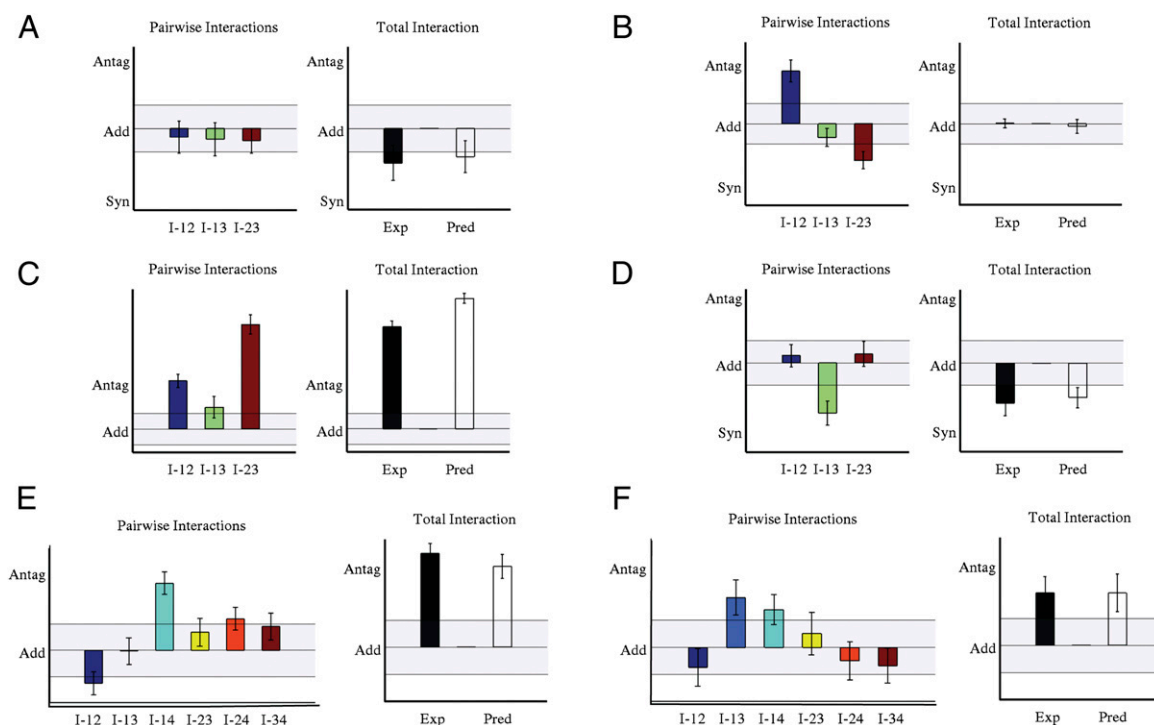 A
Pairwise Interactions
Total Interaction
Antag
Add
Syn
I-12 I-13 I-23
Exp Pred
B
Pairwise Interactions
Total Interaction
Antag
Antag
Add
Add
Syn
Syn
I-12 I-13 I-23
Exp Pred
C
Pairwise Interactions
Total Interaction
Antag
Antag
Add
Add
I-12 I-13 I-23
Exp Pred
D
Pairwise Interactions
Total Interaction
Antag
Antag
Add
Add
Syn
Syn
I-12 I-13 I-23
Exp Pred
E
Pairwise Interactions
Total Interaction
Antag
Antag
Add
Add
I-12 I-13 I-14 I-23 I-24 I-34
Exp Pred
F
Pairwise Interactions
Total Interaction
Antag
Antag
Add
Add
I-12 I-13 I-14 I-23 I-24 I-34
Exp Pred